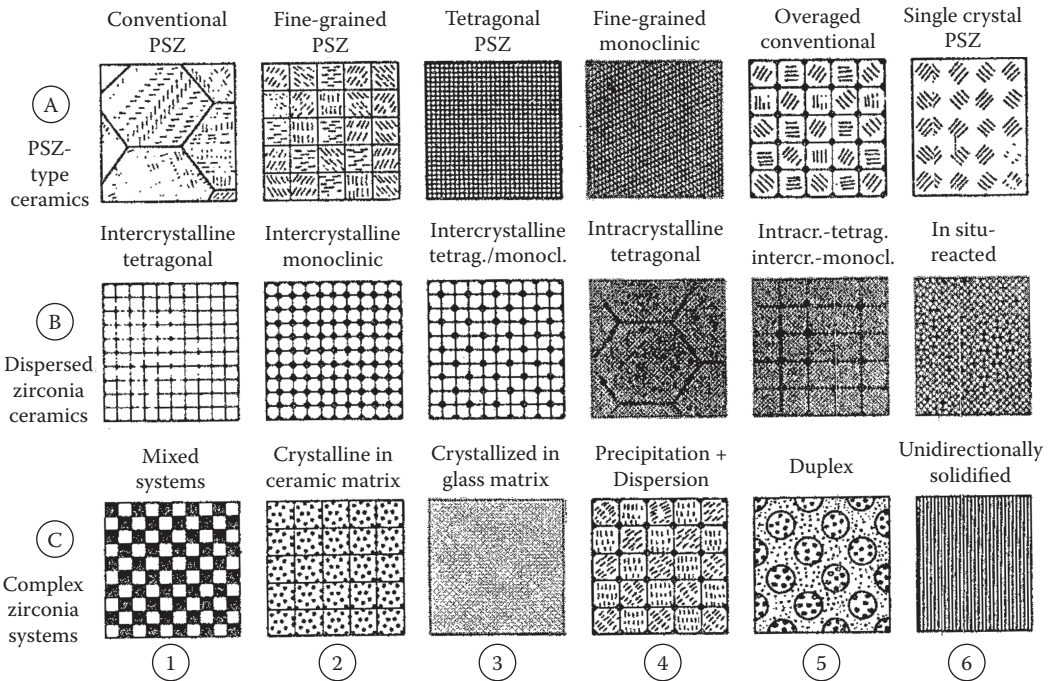 Conventional
PSZ
Fine-grained
PSZ
Tetragonal
PSZ
Fine-grained
monoclinic
Overaged
conventional
Single crystal
PSZ
A
PSZ-
type
ceramics
Intercrystalline
tetragonal
Intercrystalline
monoclinic
Intercrystalline
tetrag./monocl.
Intracrystalline
tetragonal
Intracr.-tetrag.
intercr.-monocl.
In situ-
reacted
B
Dispersed
zirconia
ceramics
Mixed
systems
Crystalline in
ceramic matrix
Crystallized in
glass matrix
Precipitation +
Dispersion
Duplex
Unidirectionally
solidified
C
Complex
zirconia
systems
1
2
3
4
5
6